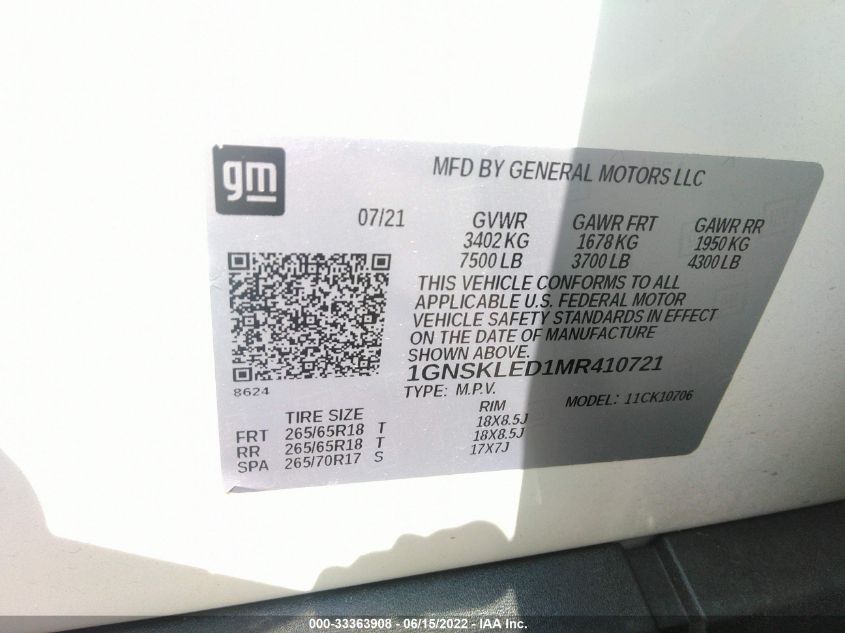 gm
MFD BY GENERAL MOTORS LLC
07/21 GVWR GAWR FRT GAWR RR
3402 KG 1678 KG 1950 KG
7500 LB 3700 LB 4300 LB
THIS VEHICLE CONFORMS TO ALL
APPLICABLE U.S. FEDERAL MOTOR
VEHICLE SAFETY STANDARDS IN EFFECT
ON THE DATE OF MANUFACTURE
SHOWN ABOVE.
1GNSKLED1MR410721
8624
TYPE: M.P.V. MODEL: 11CK10706
TIRE SIZE RIM
FRT 265/65R18 T 18X8.5J
RR 265/65R18 T 18X8.5J
SPA 265/70R17 S 17X7J
000-33363908 - 06/15/2022 - IAA Inc.